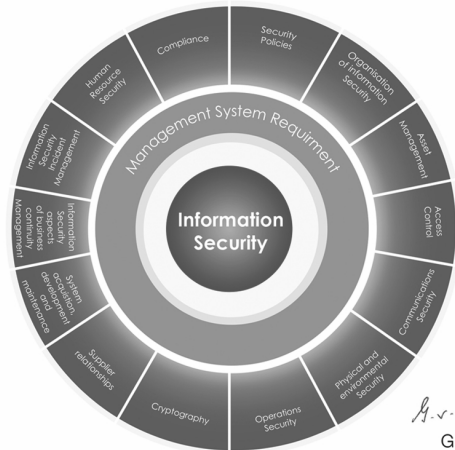 Security
Policies
Organisation
of information
Security
Asset
Management
Access
Control
Communications
Security
Physical and
environmental
Security
Operations
Security
Cryptography
Supplier
relationships
System
acquisition,
development
and
maintenance
Information
Security
aspects
of business
continuity
Management
Information
Security
Incident
Management
Human
Resource
Security
Compliance
Management System Requirment
Information
Security
G